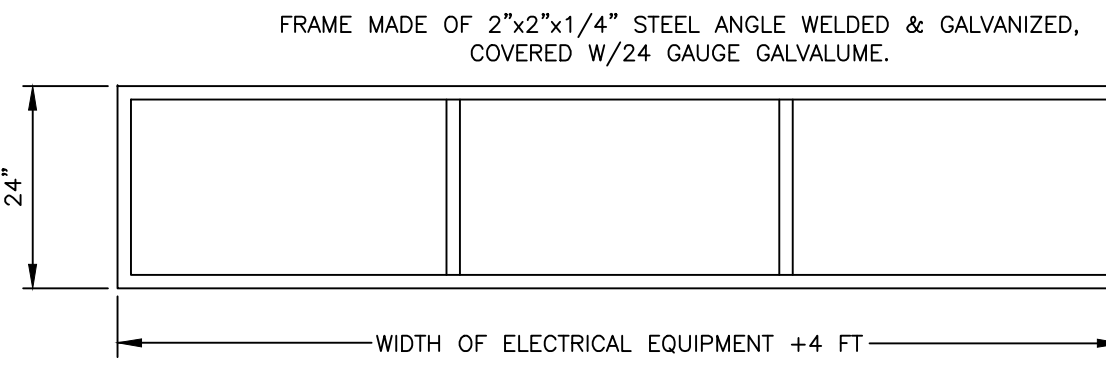 FRAME MADE OF 2"x2"x1/4" STEEL ANGLE WELDED & GALVANIZED,
COVERED W/24 GAUGE GALVALUME.
24"
WIDTH OF ELECTRICAL EQUIPMENT +4 FT